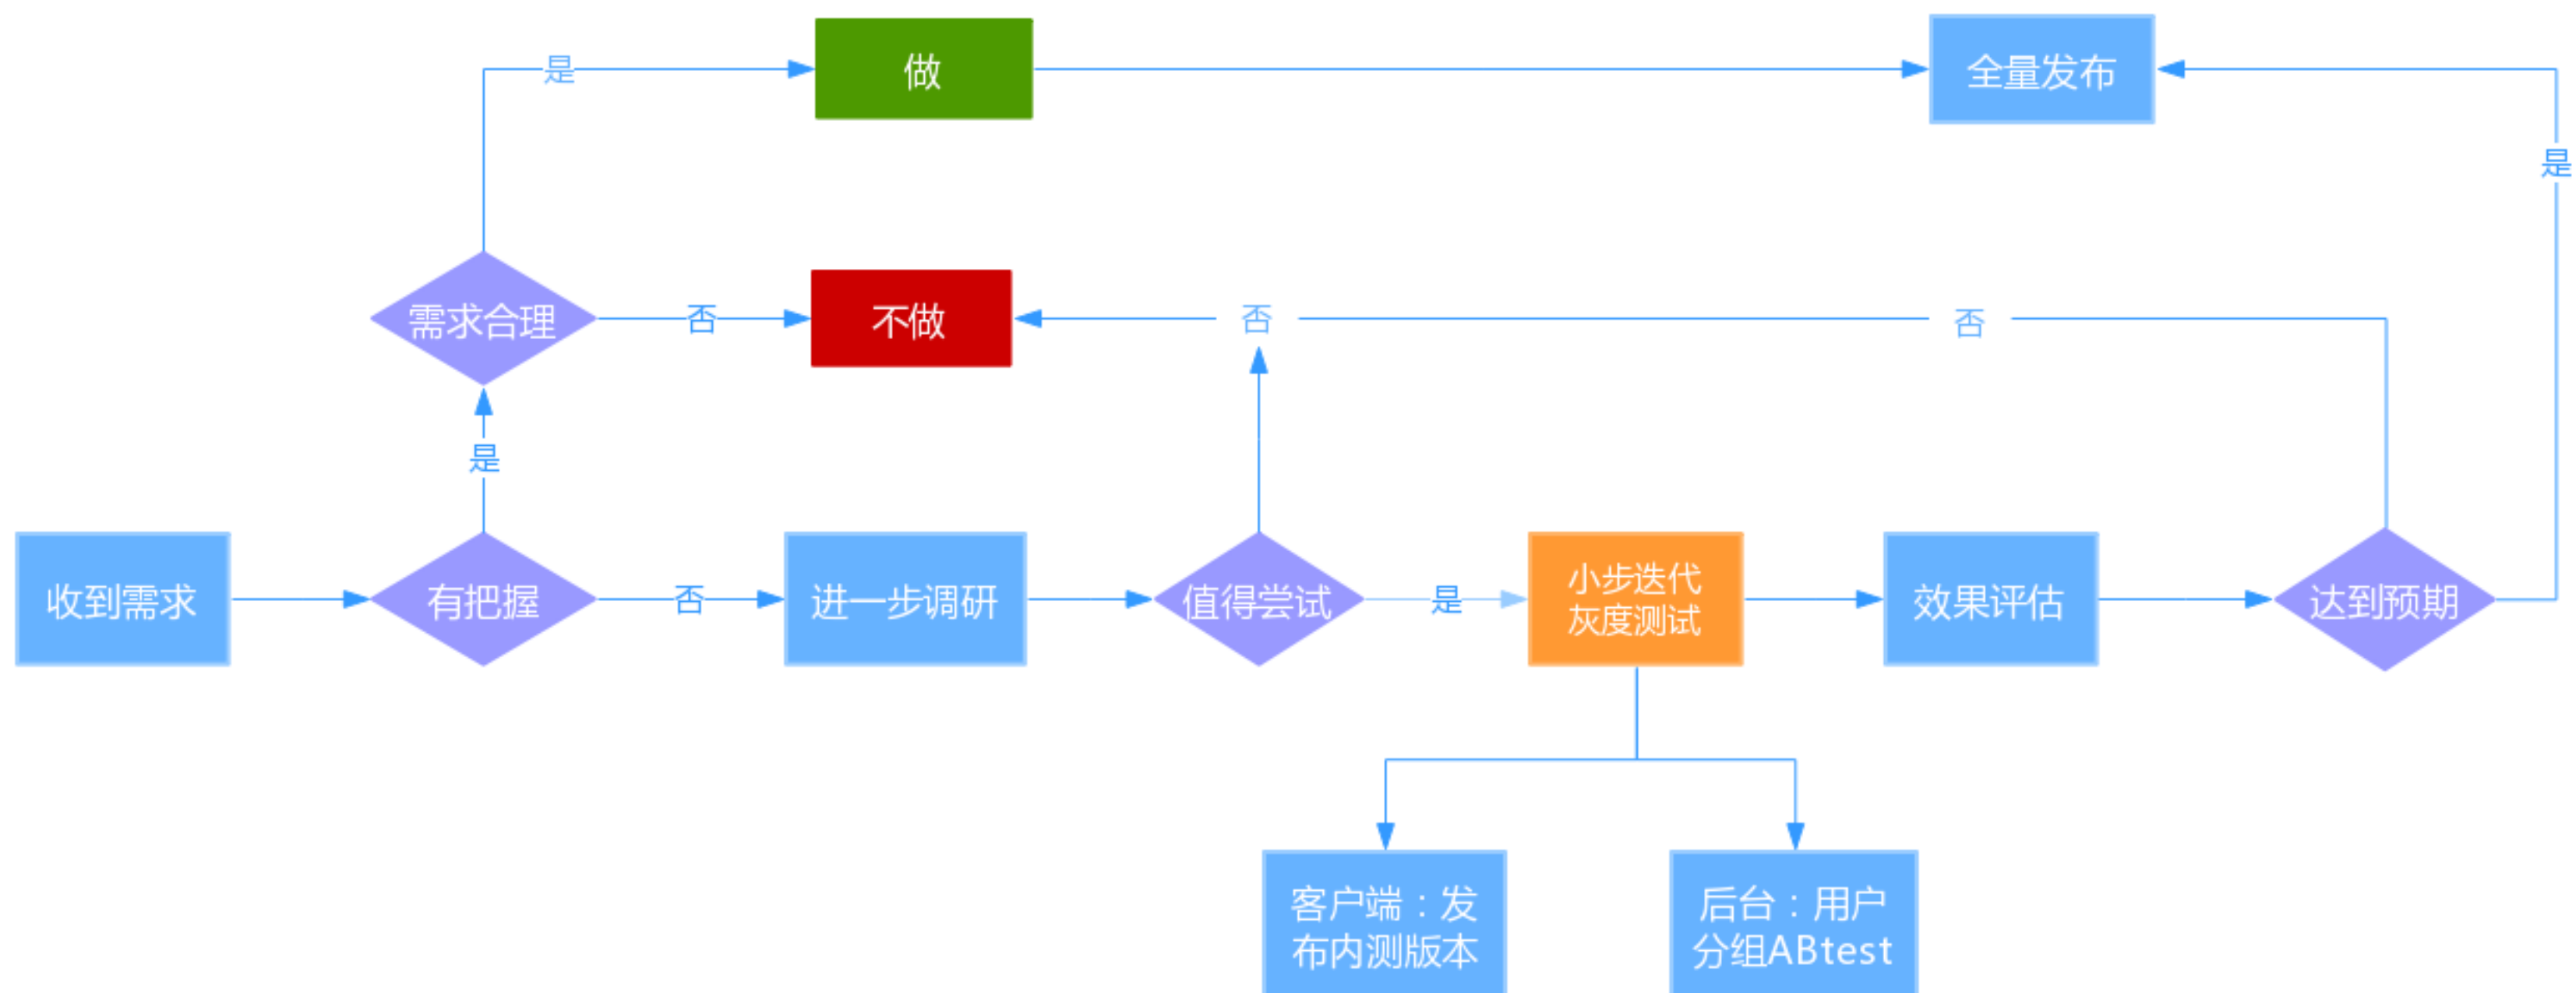 是
做
全量发布
是
需求合理
否
不做
否
否
是
收到需求
有把握
否
进一步调研
值得尝试
是
小步迭代
灰度测试
效果评估
达到预期
客户端：发
布内测版本
后台：用户
分组ABtest